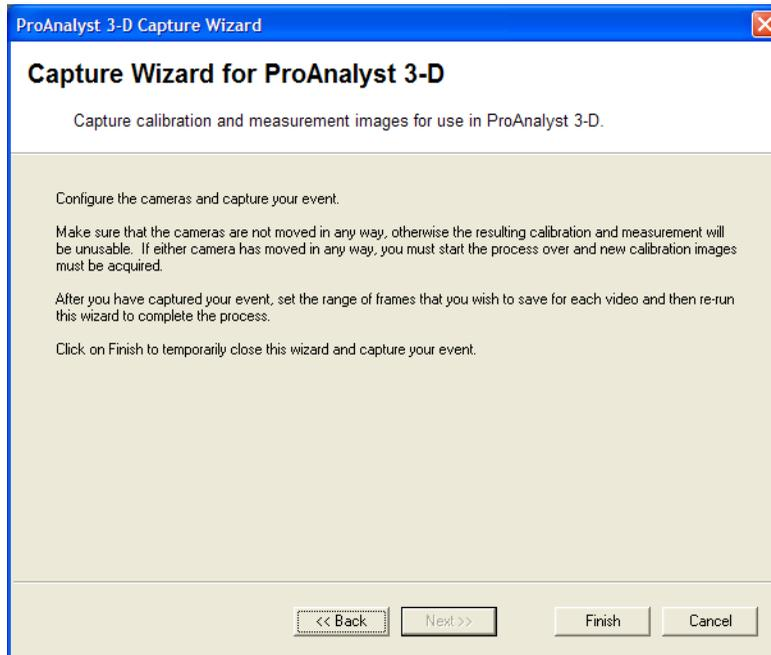 ProAnalyst 3-D Capture Wizard
Capture Wizard for ProAnalyst 3-D
Capture calibration and measurement images for use in ProAnalyst 3-D.
Configure the cameras and capture your event.
Make sure that the cameras are not moved in any way, otherwise the resulting calibration and measurement will
be unusable.  If either camera has moved in any way, you must start the process over and new calibration images
must be acquired.
After you have captured your event, set the range of frames that you wish to save for each video and then re-run
this wizard to complete the process.
Click on Finish to temporarily close this wizard and capture your event.
<< Back Next >> Finish Cancel